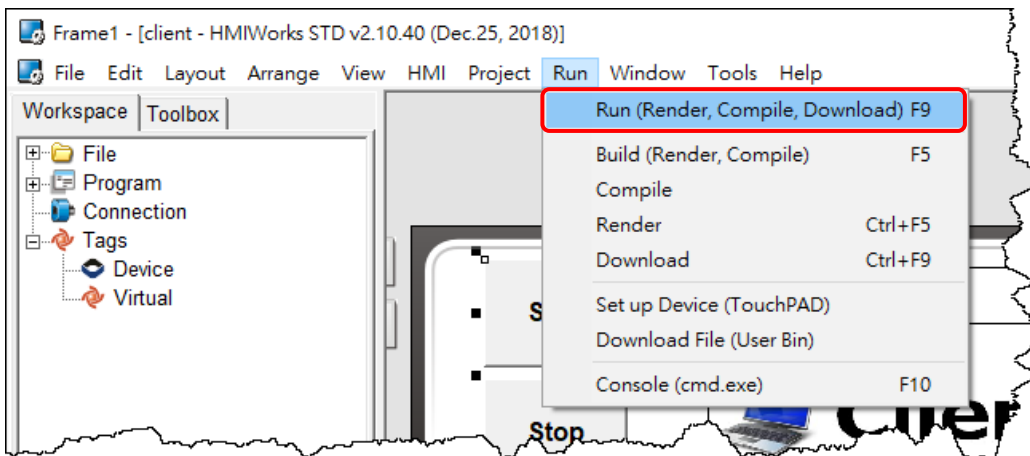 Frame1 - [client - HMIWorks STD v2.10.40 (Dec.25, 2018)]
File Edit Layout Arrange View HMI Project Run Window Tools Help
Workspace Toolbox
File
Program
Connection
Tags
Device
Virtual
Run (Render, Compile, Download) F9
Build (Render, Compile) F5
Compile
Render Ctrl+F5
Download Ctrl+F9
Set up Device (TouchPAD)
Download File (User Bin)
Console (cmd.exe) F10
S
Stop